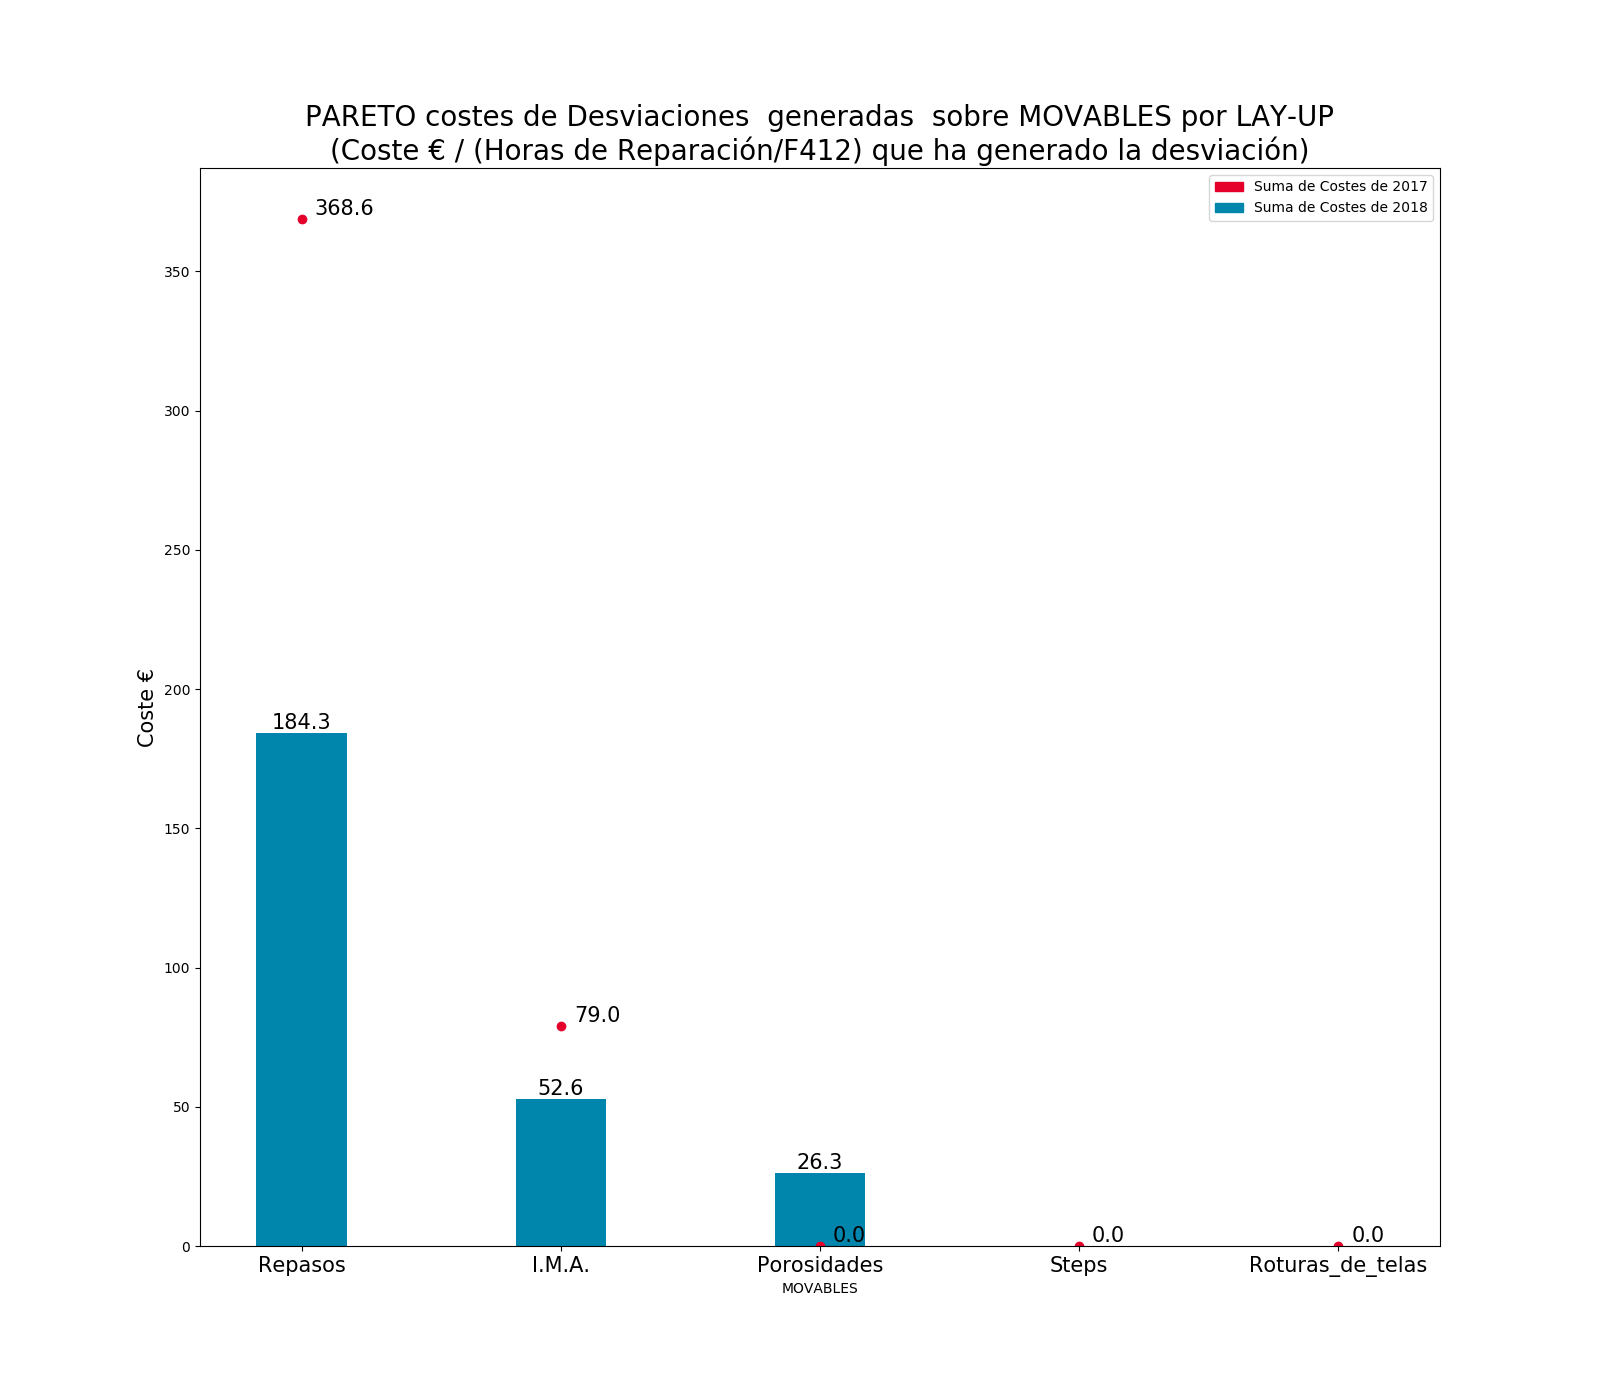 PARETO costes de Desviaciones  generadas  sobre MOVABLES por LAY-UP
(Coste € / (Horas de Reparación/F412) que ha generado la desviación)
Suma de Costes de 2017
Suma de Costes de 2018
368.6
350
300
250
200
150
100
50
0
Coste €
184.3
79.0
52.6
26.3
0.0
0.0
0.0
Repasos
I.M.A.
Porosidades
Steps
Roturas_de_telas
MOVABLES